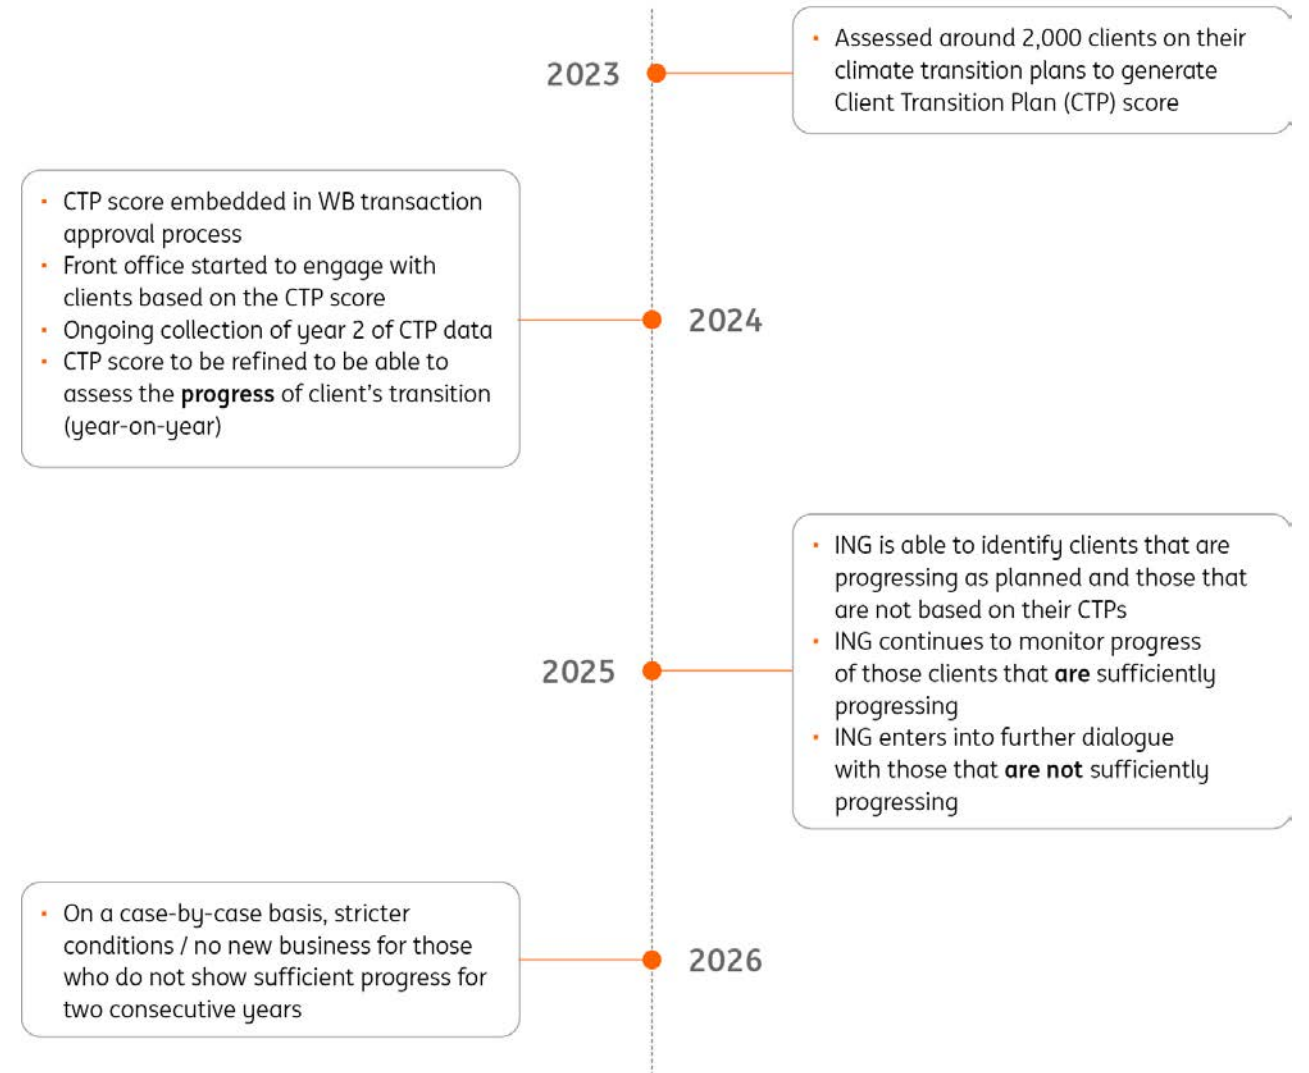 2023
• Assessed around 2,000 clients on their
climate transition plans to generate
Client Transition Plan (CTP) score
• CTP score embedded in WB transaction
approval process
• Front office started to engage with
clients based on the CTP score
• Ongoing collection of year 2 of CTP data
• CTP score to be refined to be able to
assess the progress of client’s transition
(year-on-year)
2024
2025
• ING is able to identify clients that are
progressing as planned and those that
are not based on their CTPs
• ING continues to monitor progress
of those clients that are sufficiently
progressing
• ING enters into further dialogue
with those that are not sufficiently
progressing
• On a case-by-case basis, stricter
conditions / no new business for those
who do not show sufficient progress for
two consecutive years
2026